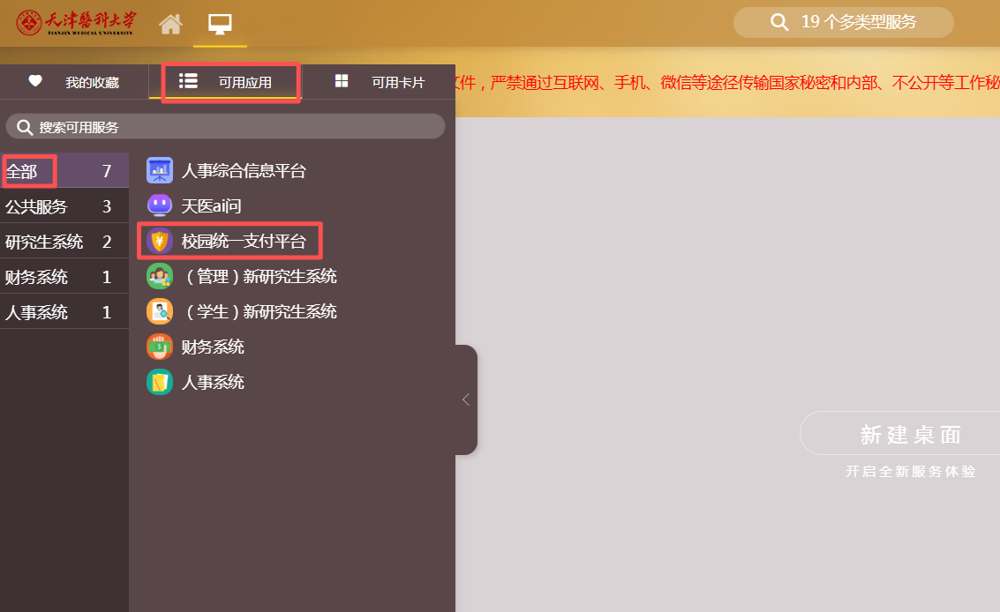 天津醫科大学
TIANJIN MEDICAL UNIVERSITY
19 个多类型服务
我的收藏
可用应用
可用卡片
文件，严禁通过互联网、手机、微信等途径传输国家秘密和内部、不公开等工作秘
搜索可用服务
全部 7
公共服务 3
研究生系统 2
财务系统 1
人事系统 1
人事综合信息平台
天医ai问
校园统一支付平台
（管理）新研究生系统
（学生）新研究生系统
财务系统
人事系统
新建桌面
开启全新服务体验